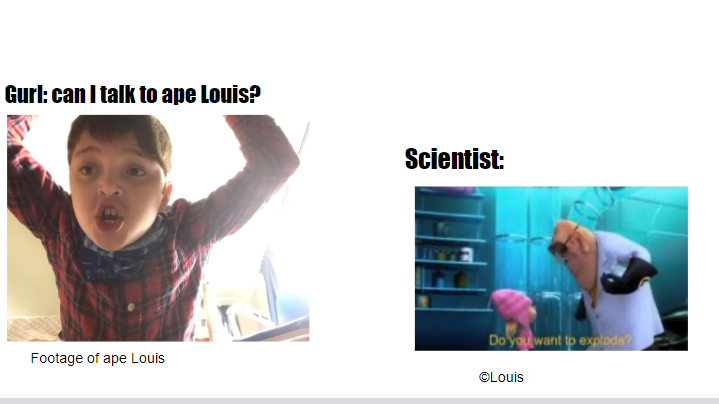 Gurl: can I talk to ape Louis?
Footage of ape Louis
Scientist:
Do you want to explode?
©Louis